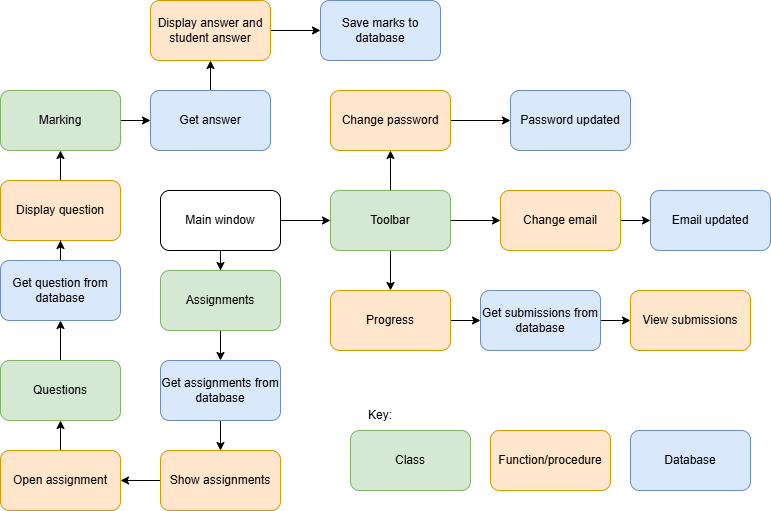 Display answer and
student answer
Save marks to
database
Marking
Get answer
Change password
Password updated
Display question
Main window
Toolbar
Change email
Email updated
Get question from
database
Assignments
Progress
Get submissions from
database
View submissions
Questions
Get assignments from
database
Key:
Open assignment
Show assignments
Class
Function/procedure
Database